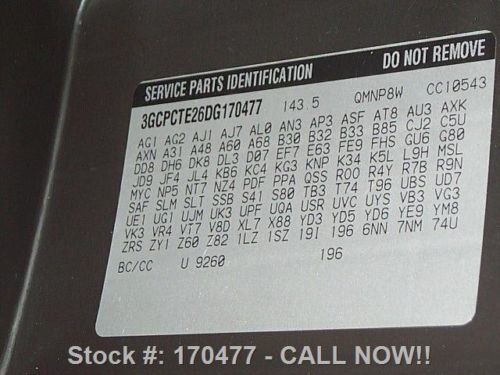 SERVICE PARTS IDENTIFICATION DO NOT REMOVE
3GCPCTE26DG170477 143.5 QMNP8W CC10543
AG1 AG2 AJ1 AJ7 AL0 AN3 AP3 ASF AT8 AU3 AXK
AXN A31 A48 A60 A68 B30 B32 B33 B85 CJ2 C5U
DD8 DH6 DK8 DL3 D07 EF7 E63 FE9 FHS GU6 G80
JD9 JF4 JL4 KB6 KC4 KG3 KNP K34 K5L L9H MSL
MYC NP5 NT7 NZ4 PDF PPA QSS R00 R4Y R7B R9N
SAF SLM SLT SSB S41 S80 TB3 T74 T96 UBS UD7
UE1 UG1 UJM UK3 UPF UQA USR UVC UYS VB3 VG3
VK3 VR4 VT7 V8D XL7 X88 YD3 YD5 YD6 YE9 YM8
ZRS ZY1 Z60 Z82 1LZ 1SZ 19I 196 6NN 7NM 74U
BC/CC U 9260 196
Stock #: 170477 - CALL NOW!!